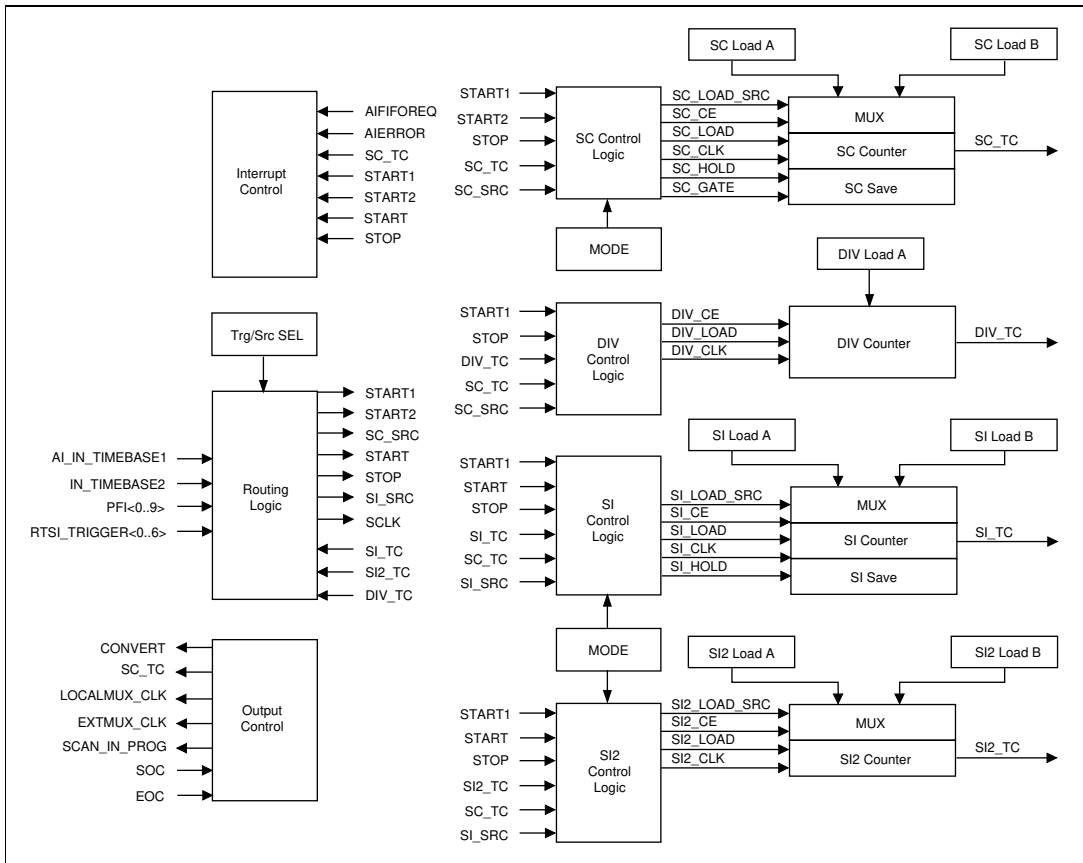 SC Load A
SC Load B
AIFIFOREQ
AIERROR
SC_TC
START1
START2
START
STOP
Interrupt
Control
START1
START2
STOP
SC_TC
SC_SRC
SC Control
Logic
MODE
SC_LOAD_SRC
SC_CE
SC_LOAD
SC_CLK
SC_HOLD
SC_GATE
MUX
SC Counter
SC Save
SC_TC
DIV Load A
START1
STOP
DIV_TC
SC_TC
SC_SRC
DIV
Control
Logic
DIV_CE
DIV_LOAD
DIV_CLK
DIV Counter
DIV_TC
Trg/Src SEL
AI_IN_TIMEBASE1
IN_TIMEBASE2
PFI<0..9>
RTSI_TRIGGER<0..6>
Routing
Logic
START1
START2
SC_SRC
START
STOP
SI_SRC
SCLK
SI_TC
SI2_TC
DIV_TC
SI Load A
SI Load B
START1
START
STOP
SI_TC
SC_TC
SI_SRC
SI
Control
Logic
SI_LOAD_SRC
SI_CE
SI_LOAD
SI_CLK
SI_HOLD
MUX
SI Counter
SI Save
SI_TC
MODE
CONVERT
SC_TC
LOCALMUX_CLK
EXTMUX_CLK
SCAN_IN_PROG
SOC
EOC
Output
Control
SI2 Load A
SI2 Load B
START1
START
STOP
SI2_TC
SC_TC
SI_SRC
SI2
Control
Logic
SI2_LOAD_SRC
SI2_CE
SI2_LOAD
SI2_CLK
MUX
SI2 Counter
SI2_TC